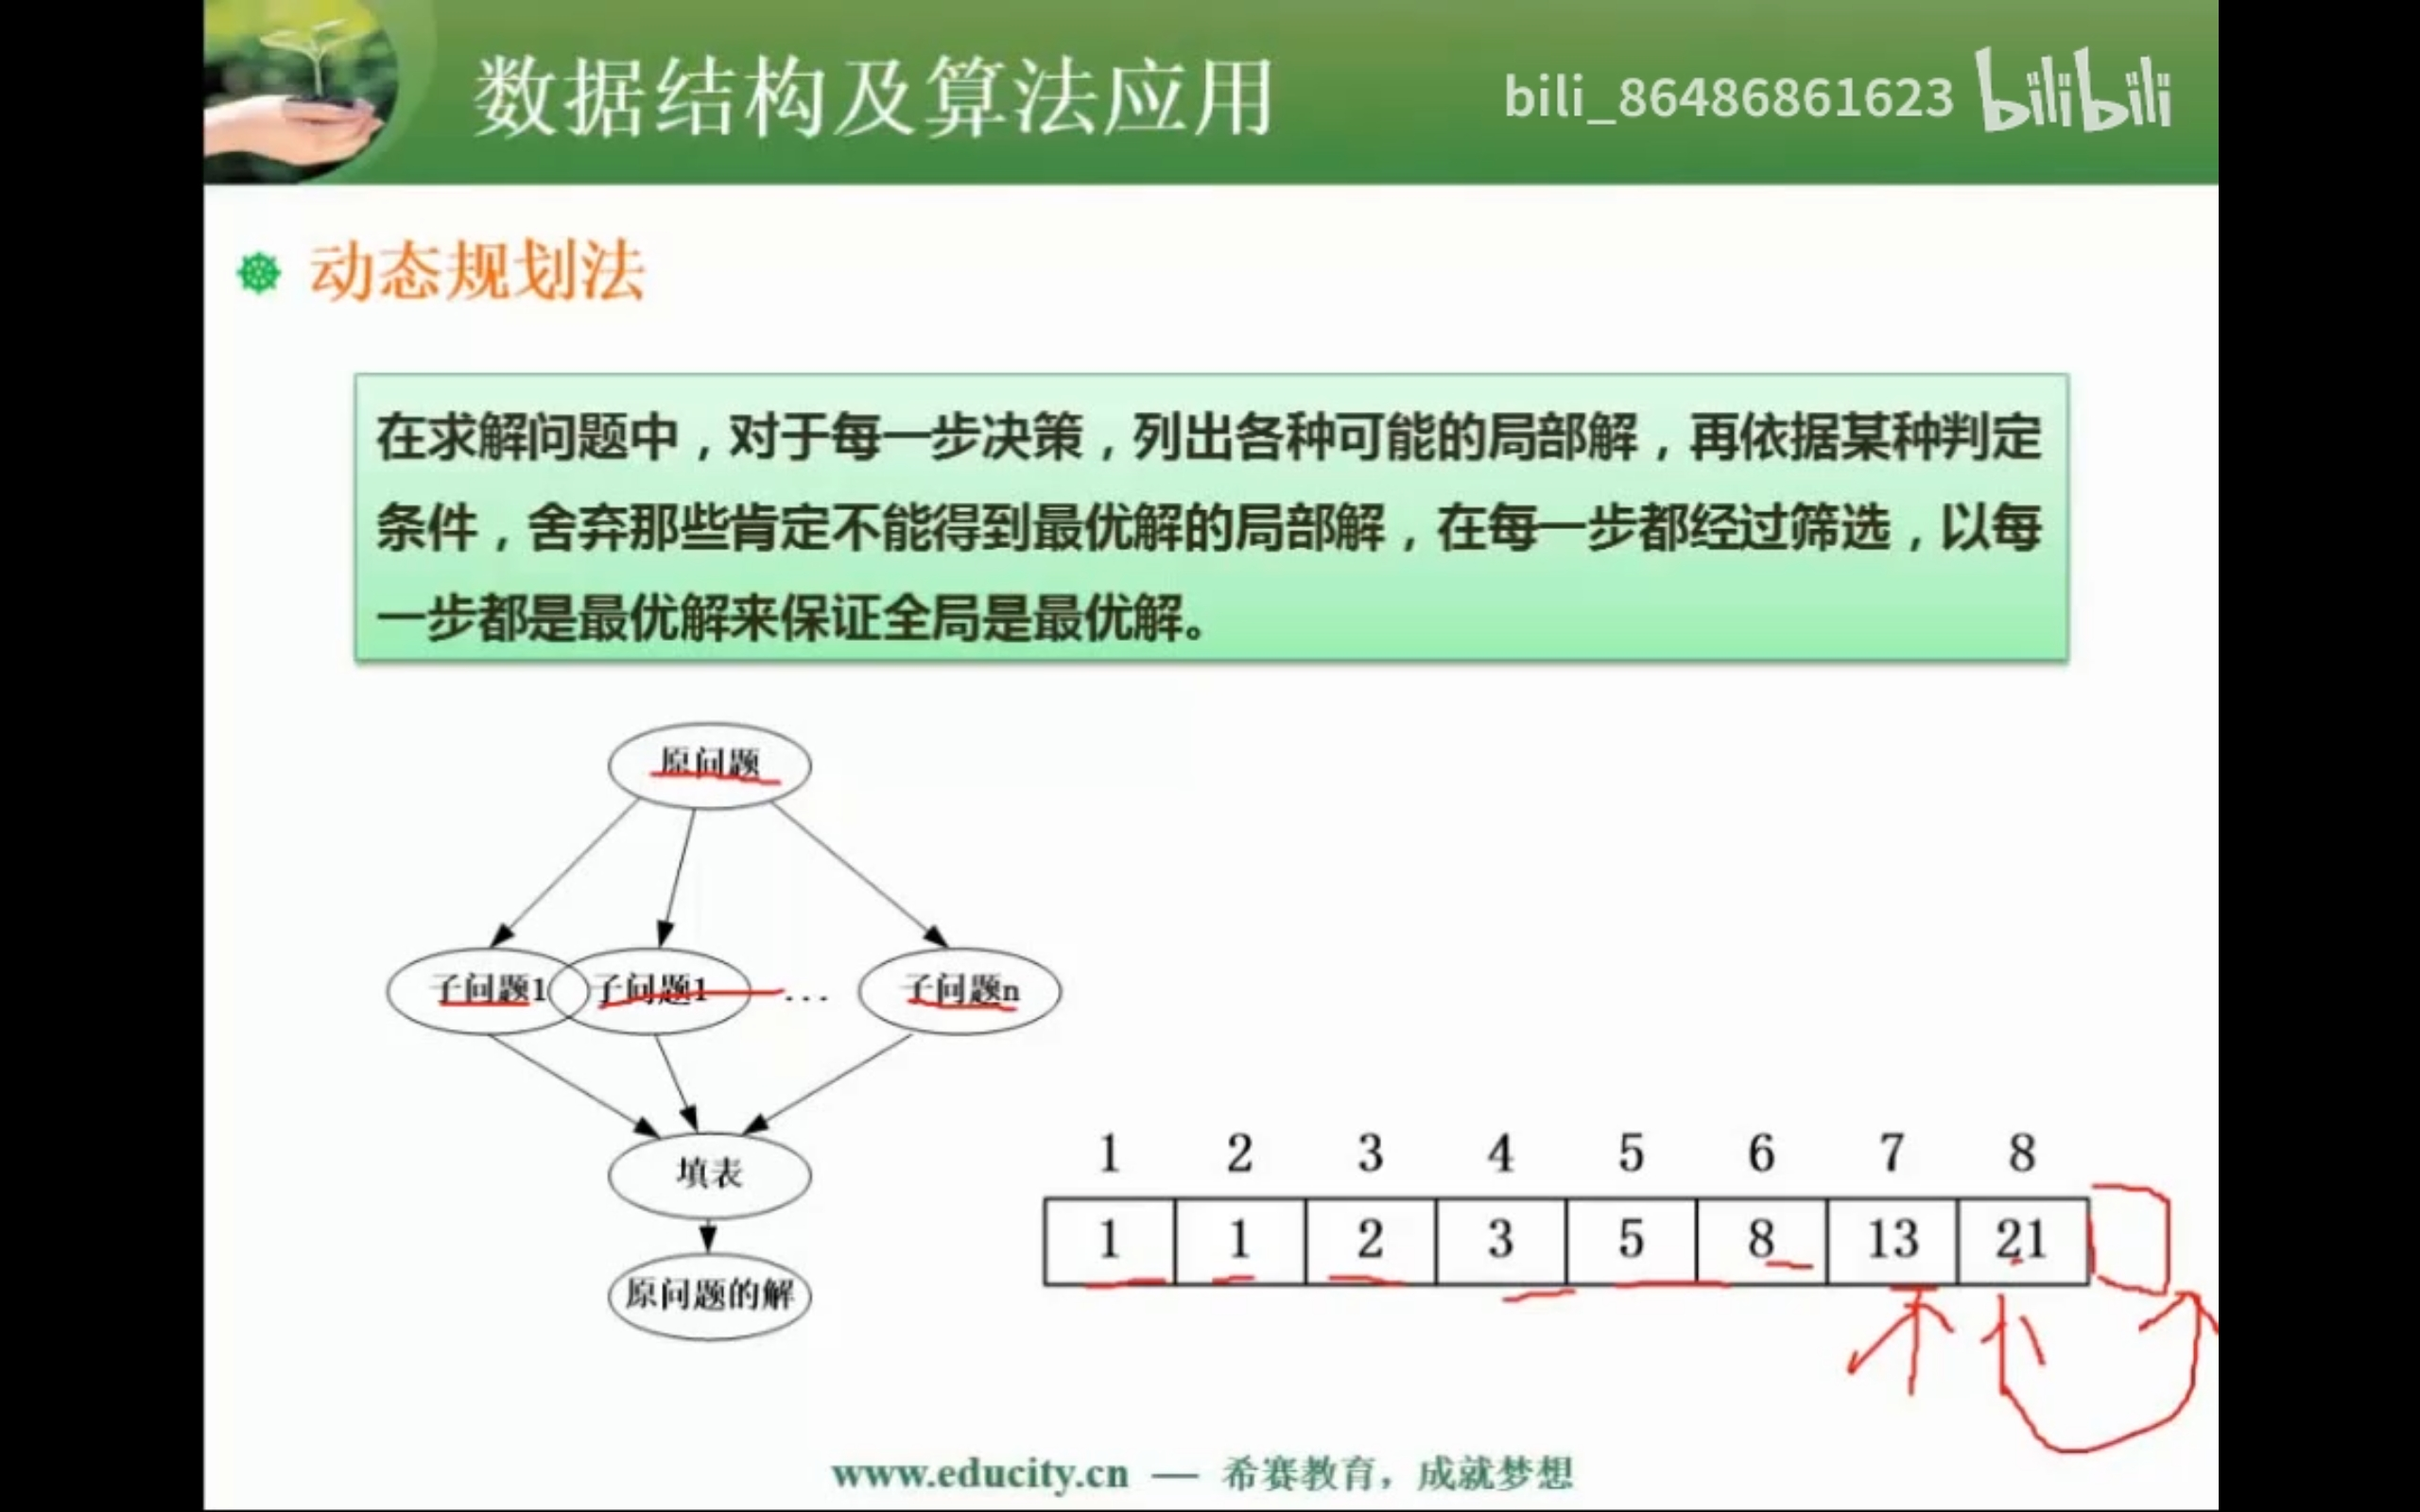 数据结构及算法应用
bili_86486861623 bilibili
动态规划法
在求解问题中，对于每一步决策，列出各种可能的局部解，再依据某种判定
条件，舍弃那些肯定不能得到最优解的局部解，在每一步都经过筛选，以每
一步都是最优解来保证全局是最优解。
原问题
子问题1 子问题1 ... 子问题n
填表
原问题的解
1 2 3 4 5 6 7 8
1 1 2 3 5 8 13 21
www.educity.cn — 希赛教育，成就梦想